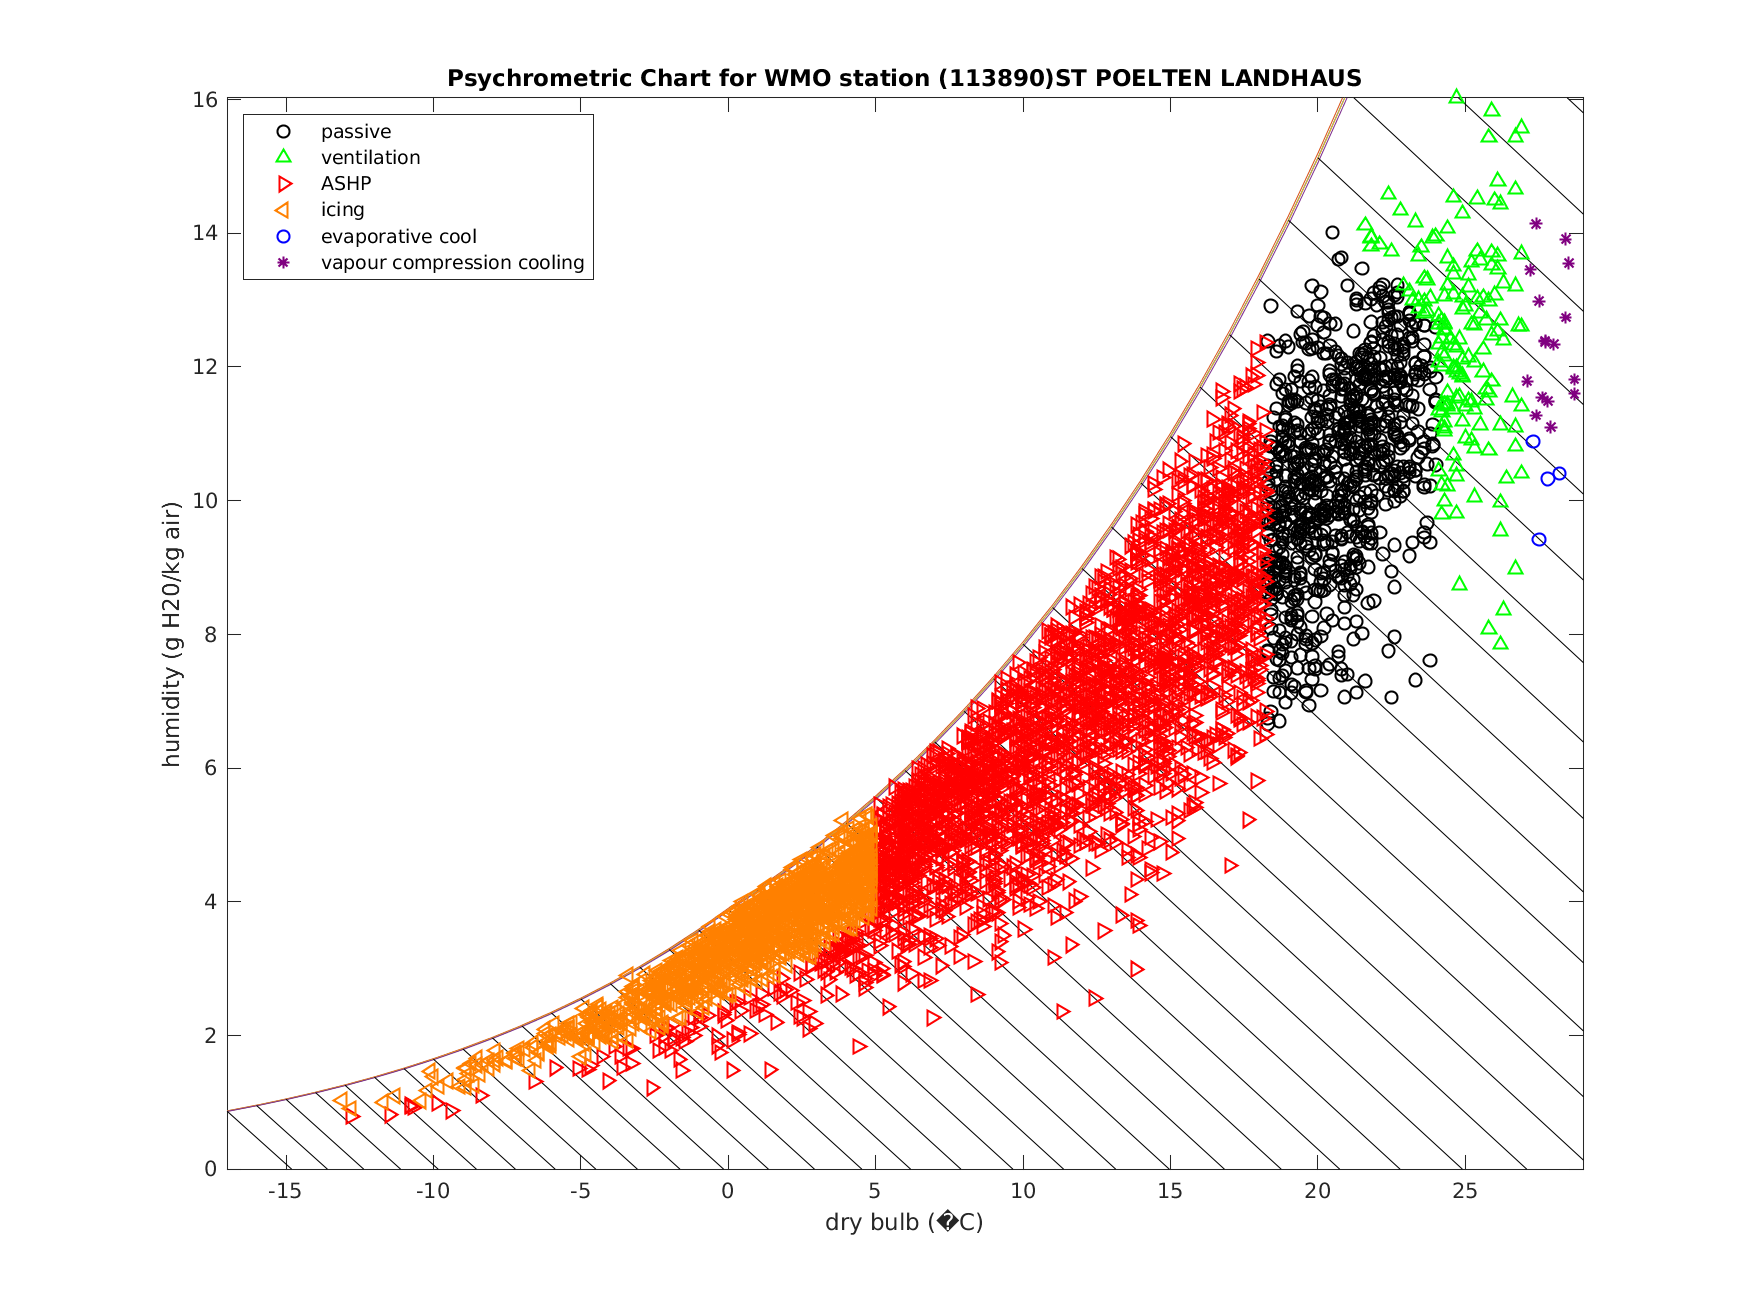 Psychrometric Chart for WMO station (113890)ST POELTEN LANDHAUS
passive
ventilation
ASHP
icing
evaporative cool
vapour compression cooling
humidity (g H20/kg air)
16
14
12
10
8
6
4
2
0
-15 -10 -5 0 5 10 15 20 25
dry bulb (�C)